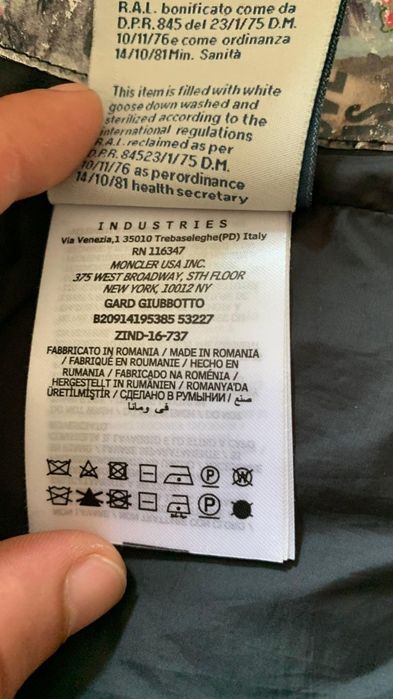 R.A.L. bonificato come da
D.P.R. 845 del 23/1/75 D.M.
10/11/76 e come ordinanza
14/10/81 Min. Sanità
This item is filled with white
goose down washed and
sterilized according to the
international regulations
R.A.L. reclaimed as per
D.P.R. 84523/1/75 D.M.
10/11/76 as perordinance
14/10/81 health secretary
INDUSTRIES
Via Venezia,1 35010 Trebaseleghe(PD) Italy
RN 116347
MONCLER USA INC.
375 WEST BROADWAY, 5TH FLOOR
NEW YORK, 10012 NY
GARD GIUBBOTTO
B20914195385 53227
ZIND-16-737
FABBRICATO IN ROMANIA / MADE IN ROMANIA
/ FABRIQUÉ EN ROUMANIE / HECHO EN
RUMANIA / FABRICADO NA ROMÉNIA /
HERGESTELLT IN RUMÄNIEN / ROMANYA'DA
ÜRETİLMİŞTİR / СДЕЛАНО В РУМЫНИИ / صنع
في رومانا
P W
P